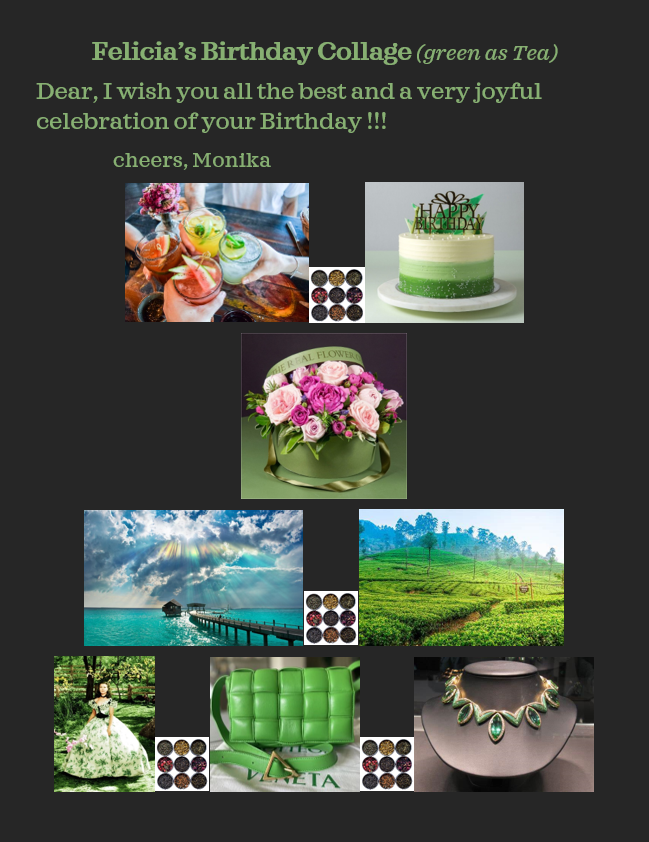 Felicia’s Birthday Collage (green as Tea)
Dear, I wish you all the best and a very joyful
celebration of your Birthday !!!
cheers, Monika
HAPPY
BIRTHDAY
VENETA